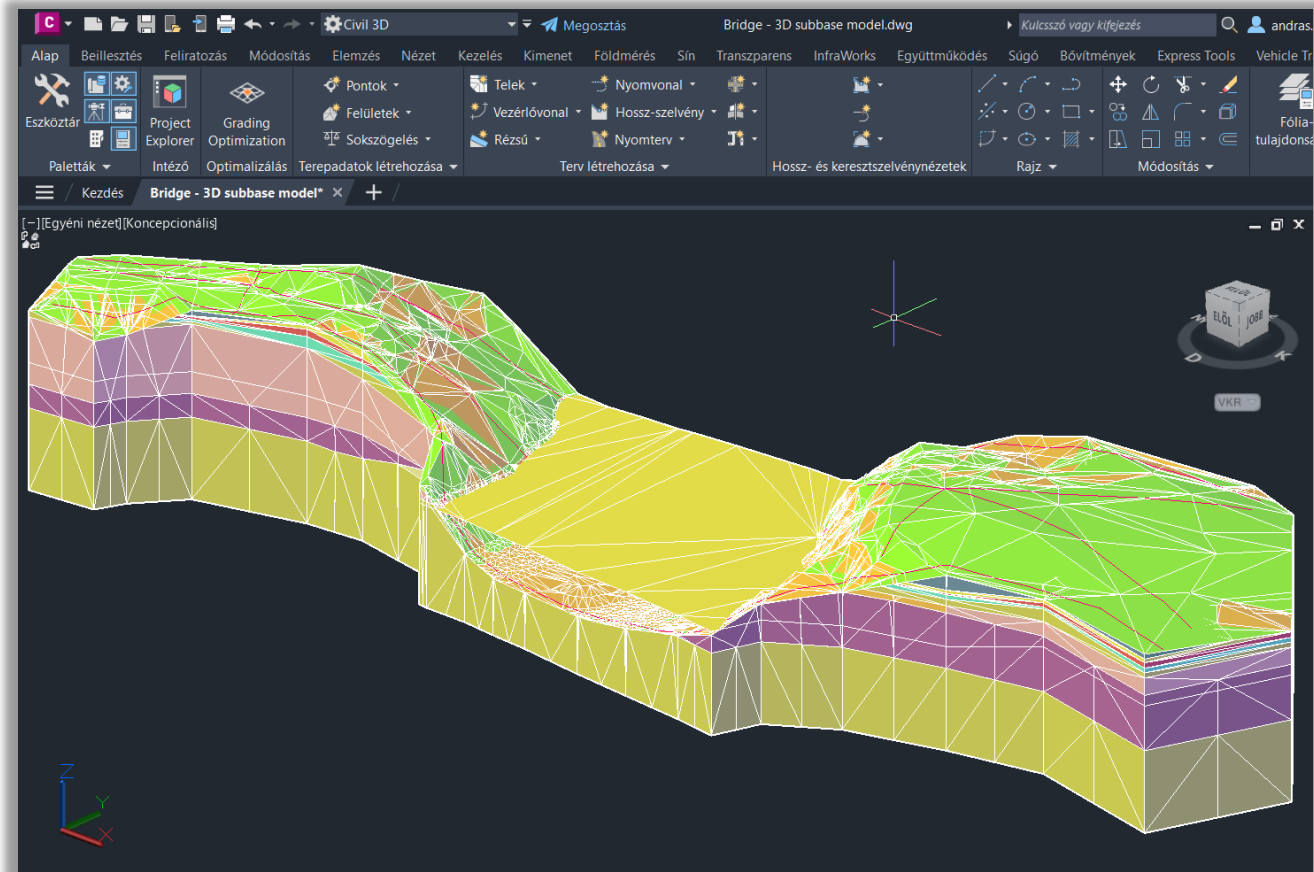 C Civil 3D Megosztás Bridge - 3D subbase model.dwg Kulcsszó vagy kifejezés andras.
Alap Beillesztés Feliratozás Módosítás Elemzés Nézet Kezelés Kimenet Földmérés Sín Transzparens InfraWorks Együttműködés Súgó Bővítmények Express Tools Vehicle Tr
Eszköztár
Project
Explorer
Grading
Optimization
Pontok
Felületek
Sokszögelés
Telek
Vezérlővonal
Rézsű
Nyomvonal
Hossz-szelvény
Nyomterv
Fólia-
tulajdonsá
Paletták Intéző Optimalizálás Terepadatok létrehozása Terv létrehozása Hossz- és keresztszelvénynézetek Rajz Módosítás
Kezdés Bridge - 3D subbase model*
[−][Egyéni nézet][Koncepcionális]
ELÖL JOBB
D K
VKR
Z
Y
X